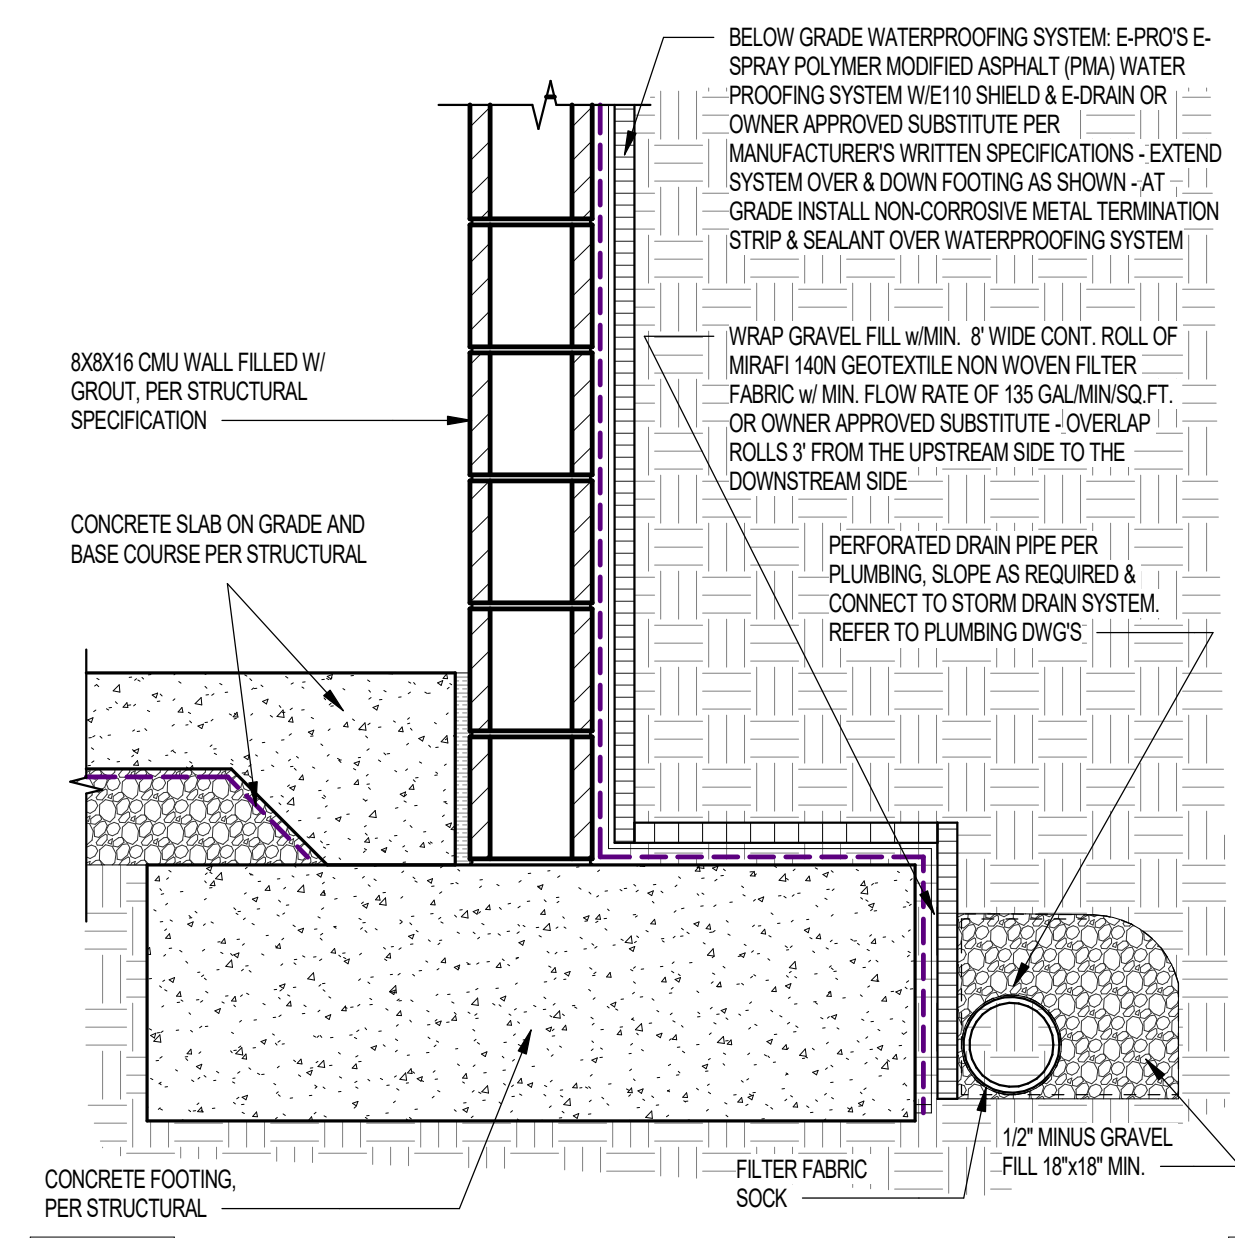 BELOW GRADE WATERPROOFING SYSTEM: E-PRO'S E-
SPRAY POLYMER MODIFIED ASPHALT (PMA) WATER
PROOFING SYSTEM W/E110 SHIELD & E-DRAIN OR
OWNER APPROVED SUBSTITUTE PER
MANUFACTURER'S WRITTEN SPECIFICATIONS - EXTEND
SYSTEM OVER & DOWN FOOTING AS SHOWN - AT
GRADE INSTALL NON-CORROSIVE METAL TERMINATION
STRIP & SEALANT OVER WATERPROOFING SYSTEM
WRAP GRAVEL FILL w/MIN. 8' WIDE CONT. ROLL OF
MIRAFI 140N GEOTEXTILE NON WOVEN FILTER
FABRIC w/ MIN. FLOW RATE OF 135 GAL/MIN/SQ.FT.
OR OWNER APPROVED SUBSTITUTE - OVERLAP
ROLLS 3' FROM THE UPSTREAM SIDE TO THE
DOWNSTREAM SIDE
8X8X16 CMU WALL FILLED W/
GROUT, PER STRUCTURAL
SPECIFICATION
CONCRETE SLAB ON GRADE AND
BASE COURSE PER STRUCTURAL
PERFORATED DRAIN PIPE PER
PLUMBING, SLOPE AS REQUIRED &
CONNECT TO STORM DRAIN SYSTEM.
REFER TO PLUMBING DWG'S
CONCRETE FOOTING,
PER STRUCTURAL
FILTER FABRIC
SOCK
1/2" MINUS GRAVEL
FILL 18"x18" MIN.